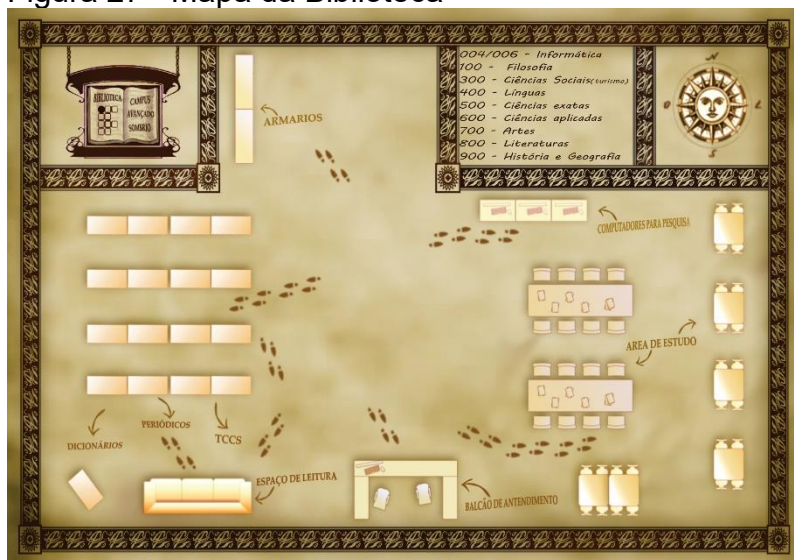 Figura 27 - Mapa da Biblioteca
BIBLIOTECA
CAMPUS
AVANÇADO
SOMBRIO
ARMARIOS
004/006 - Informática
100 - Filosofia
300 - Ciências Sociais(turismo)
400 - Línguas
500 - Ciências exatas
600 - Ciências aplicadas
700 - Artes
800 - Literaturas
900 - História e Geografia
N
O
L
S
COMPUTADORES PARA PESQUISA
AREA DE ESTUDO
DICIONÁRIOS
PERIÓDICOS
TCCS
ESPAÇO DE LEITURA
BALCÃO DE ANTENDIMENTO